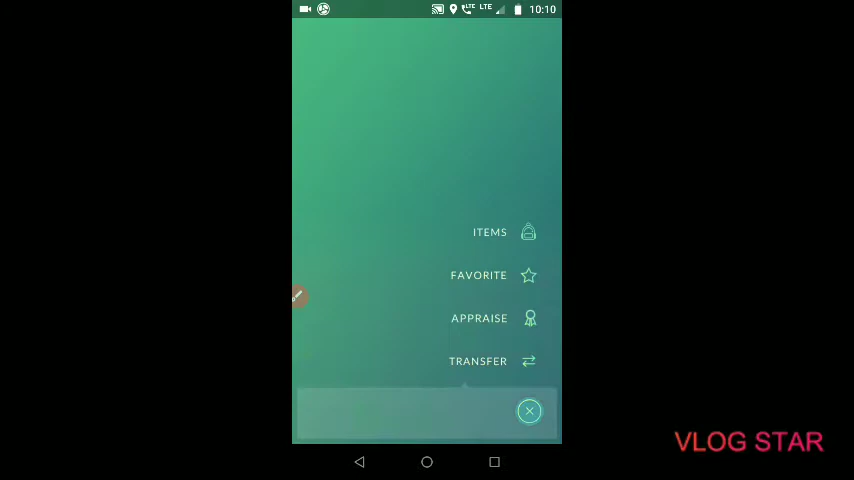 LTE LTE 10:10
ITEMS
FAVORITE
APPRAISE
TRANSFER
VLOG STAR